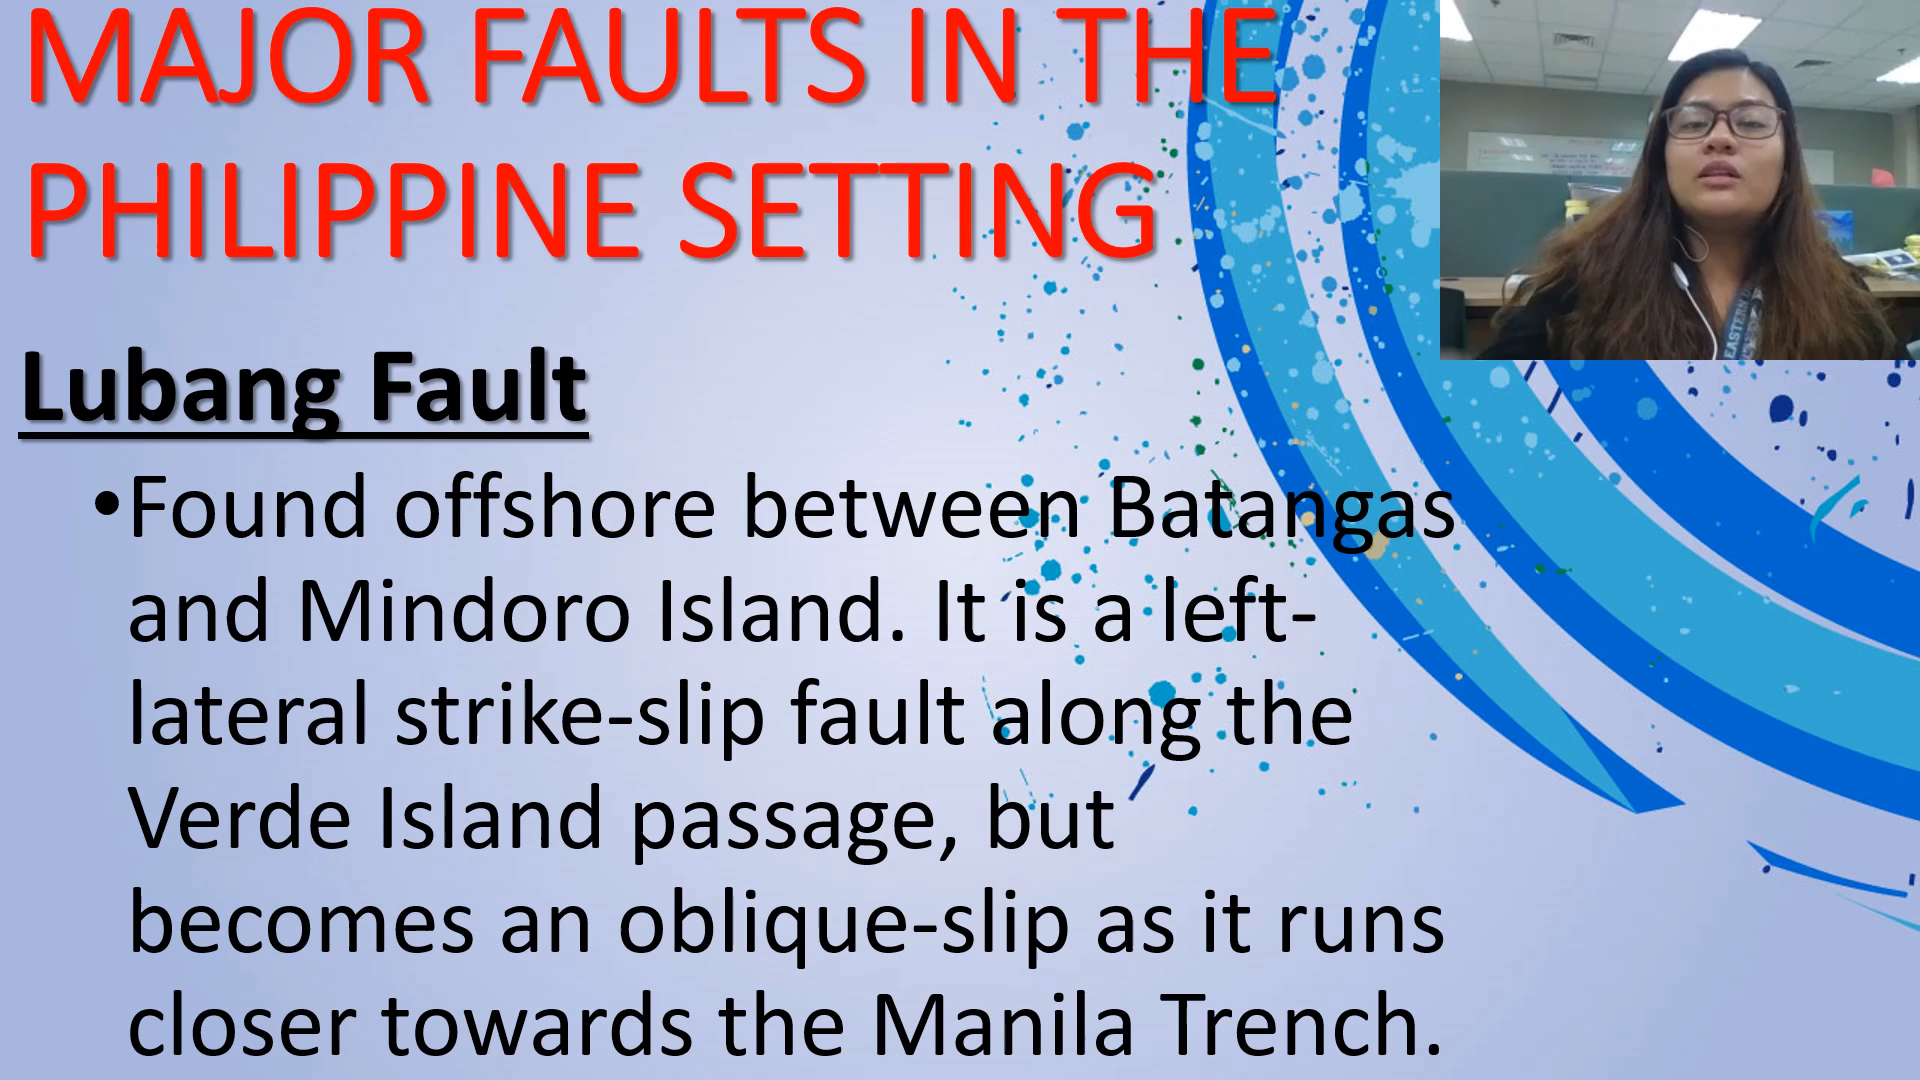 MAJOR FAULTS IN THE
PHILIPPINE SETTING
Lubang Fault
•Found offshore between Batangas
and Mindoro Island. It is a left-
lateral strike-slip fault along the
Verde Island passage, but
becomes an oblique-slip as it runs
closer towards the Manila Trench.
EASTERN